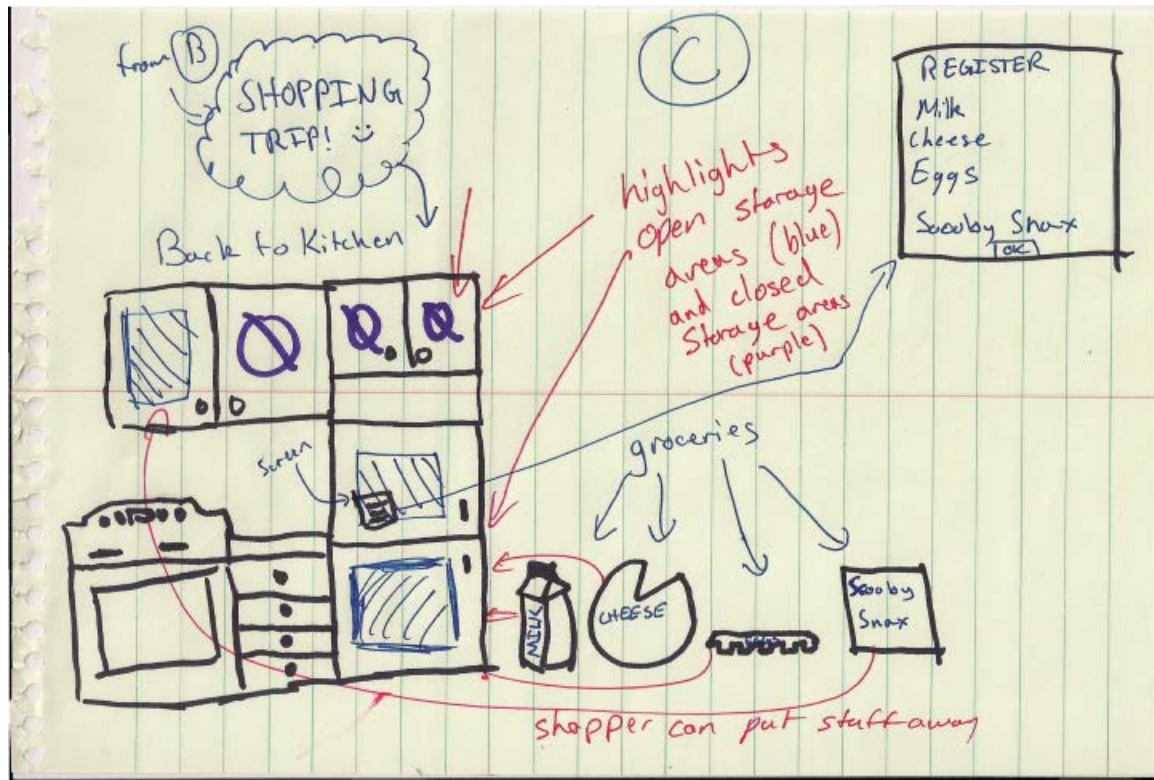 from B
SHOPPING
TRIP!
C
REGISTER
Milk
Cheese
Eggs
Scooby Snax
OK
Back to Kitchen
highlights
open storage
areas (blue)
and closed
Storage areas
(purple)
Screen
groceries
MILK
CHEESE
Scooby
Snax
shopper can put stuff away